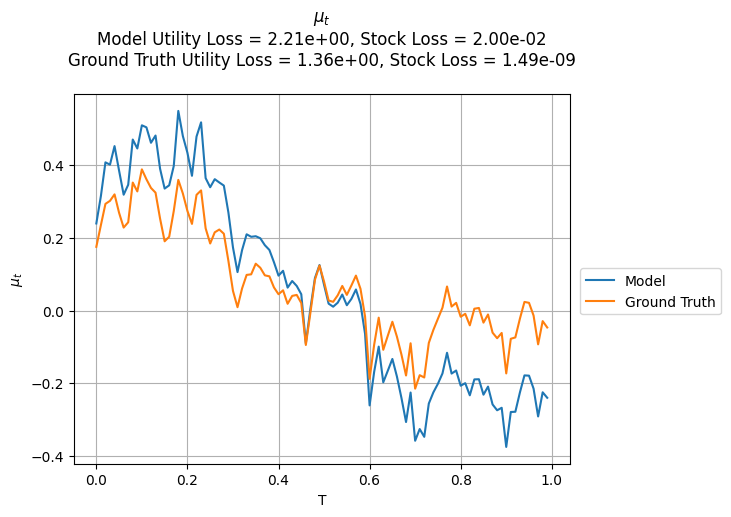 μₜ
Model Utility Loss = 2.21e+00, Stock Loss = 2.00e-02
Ground Truth Utility Loss = 1.36e+00, Stock Loss = 1.49e-09
μₜ
0.4
0.2
0.0
−0.2
−0.4
0.0 0.2 0.4 0.6 0.8 1.0
T
Model
Ground Truth